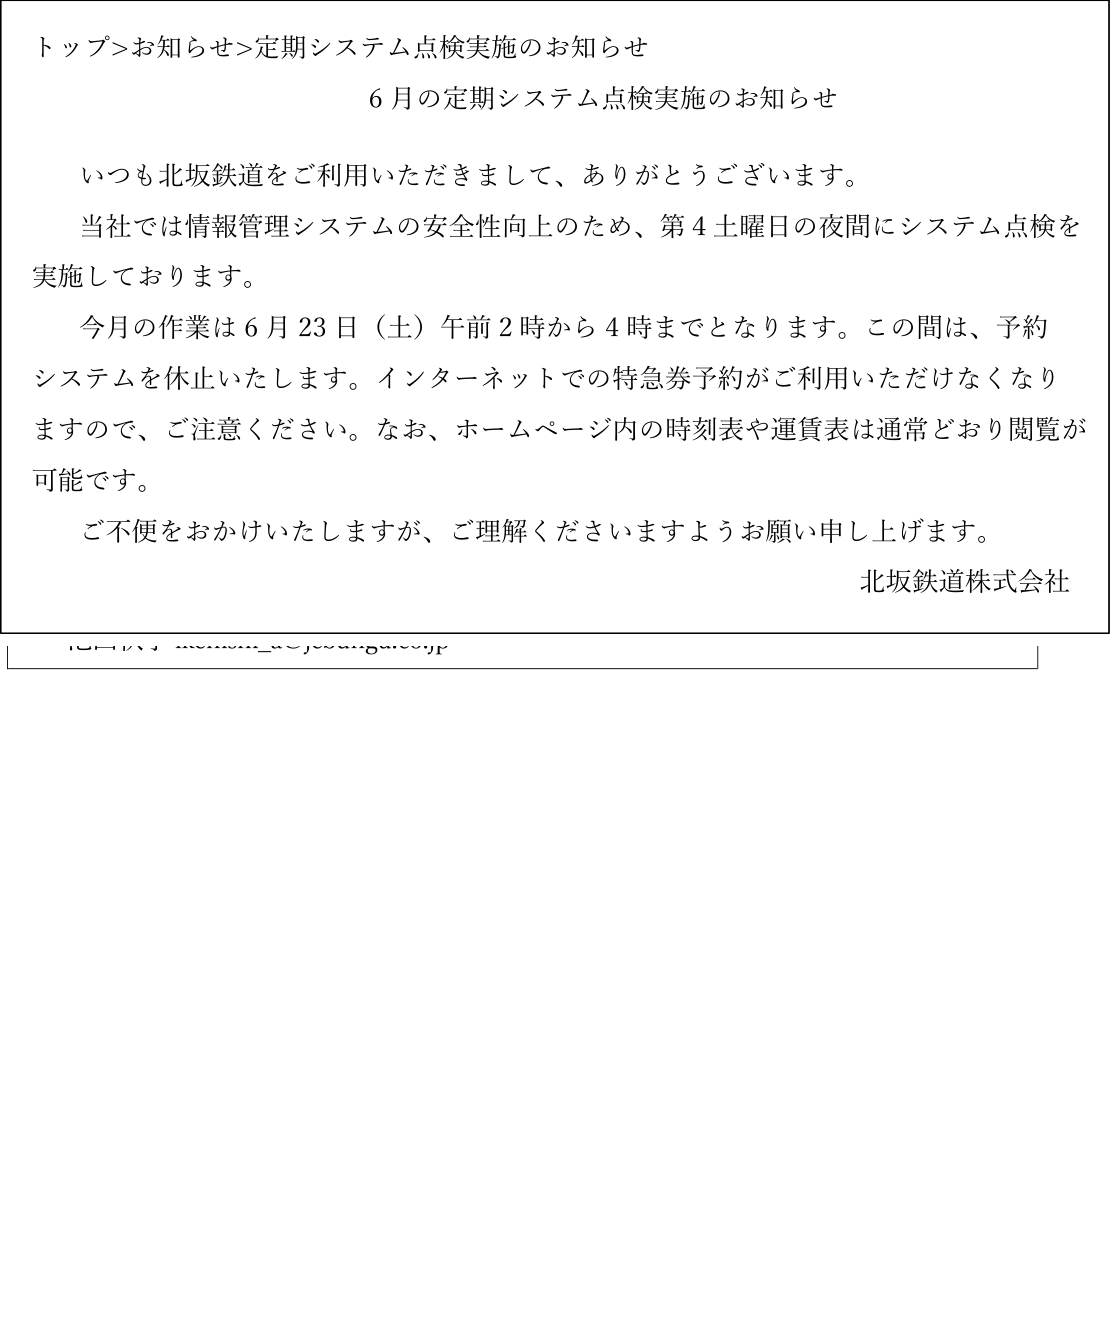 トップ>お知らせ>定期システム点検実施のお知らせ
6 月の定期システム点検実施のお知らせ
いつも北坂鉄道をご利用いただきまして、ありがとうございます。
当社では情報管理システムの安全性向上のため、第 4 土曜日の夜間にシステム点検を
実施しております。
今月の作業は 6 月 23 日（土）午前 2 時から 4 時までとなります。この間は、予約
システムを休止いたします。インターネットでの特急券予約がご利用いただけなくなり
ますので、ご注意ください。なお、ホームページ内の時刻表や運賃表は通常どおり閲覧が
可能です。
ご不便をおかけいたしますが、ご理解くださいますようお願い申し上げます。
北坂鉄道株式会社